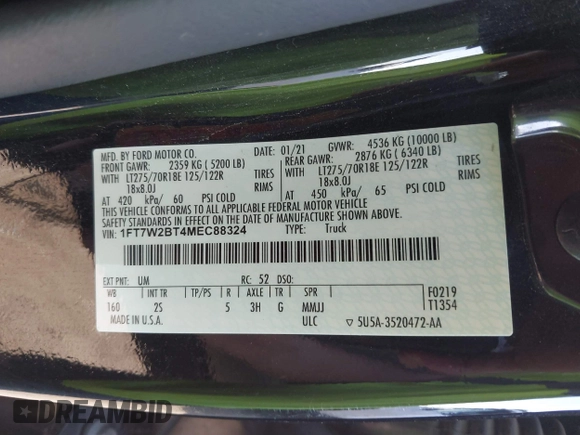 MFD. BY FORD MOTOR CO. 01/21 GVWR: 4536 KG (10000 LB)
FRONT GAWR: 2359 KG ( 5200 LB) REAR GAWR: 2876 KG ( 6340 LB)
LT275/70R18E 125/122R TIRES LT275/70R18E 125/122R TIRES
18x8.0J RIMS 18x8.0J RIMS
AT 420 kPa/ 60 PSI COLD AT 450 kPa/ 65 PSI COLD
THIS VEHICLE CONFORMS TO ALL APPLICABLE FEDERAL MOTOR VEHICLE
SAFETY STANDARDS IN EFFECT ON THE DATE OF MANUFACTURE SHOWN ABOVE.
VIN: 1FT7W2BT4MEC88324 TYPE: Truck
EXT PNT: UM RC: 52 DSO:
WB INT TR TP/PS R AXLE TR SPR F0219
160 2S 5 3H G MMJJ T1354
MADE IN U.S.A. ULC ▽ 5U5A-3520472-AA
DREAMBID